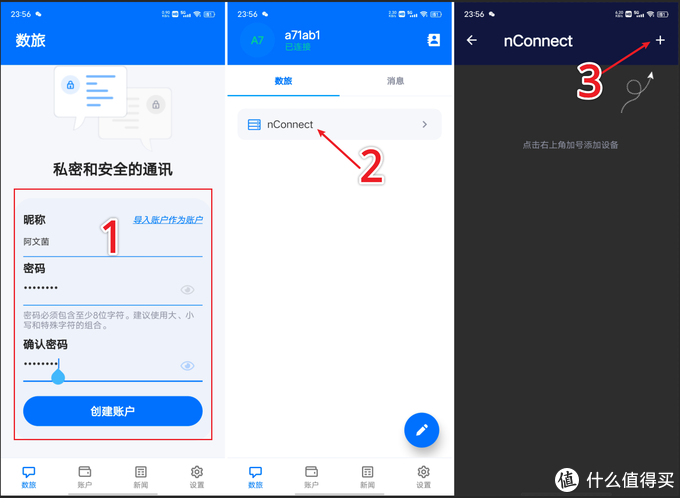 23:56
数旅
私密和安全的通讯
昵称
导入账户作为账户
阿文菌
密码
••••••••
密码必须包含至少8位字符。建议使用大、小
写和特殊字符的组合。
确认密码
••••••••
创建账户
数旅
账户
新闻
设置
1
23:56
A7
a71ab1
已连接
数旅
消息
nConnect
2
数旅
账户
新闻
设置
23:56
nConnect
3
点击右上角加号添加设备
值 什么值得买